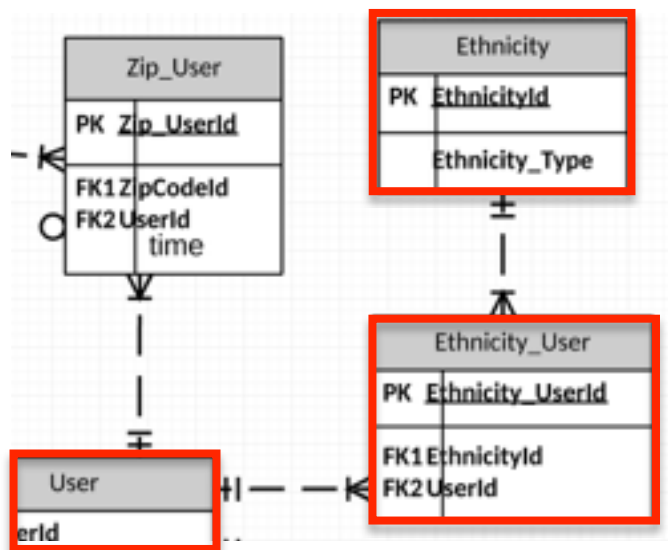 Zip_User
PK Zip_UserId
FK1 ZipCodeId
FK2 UserId
time
Ethnicity
PK EthnicityId
Ethnicity_Type
Ethnicity_User
PK Ethnicity_UserId
FK1 EthnicityId
FK2 UserId
User
erId